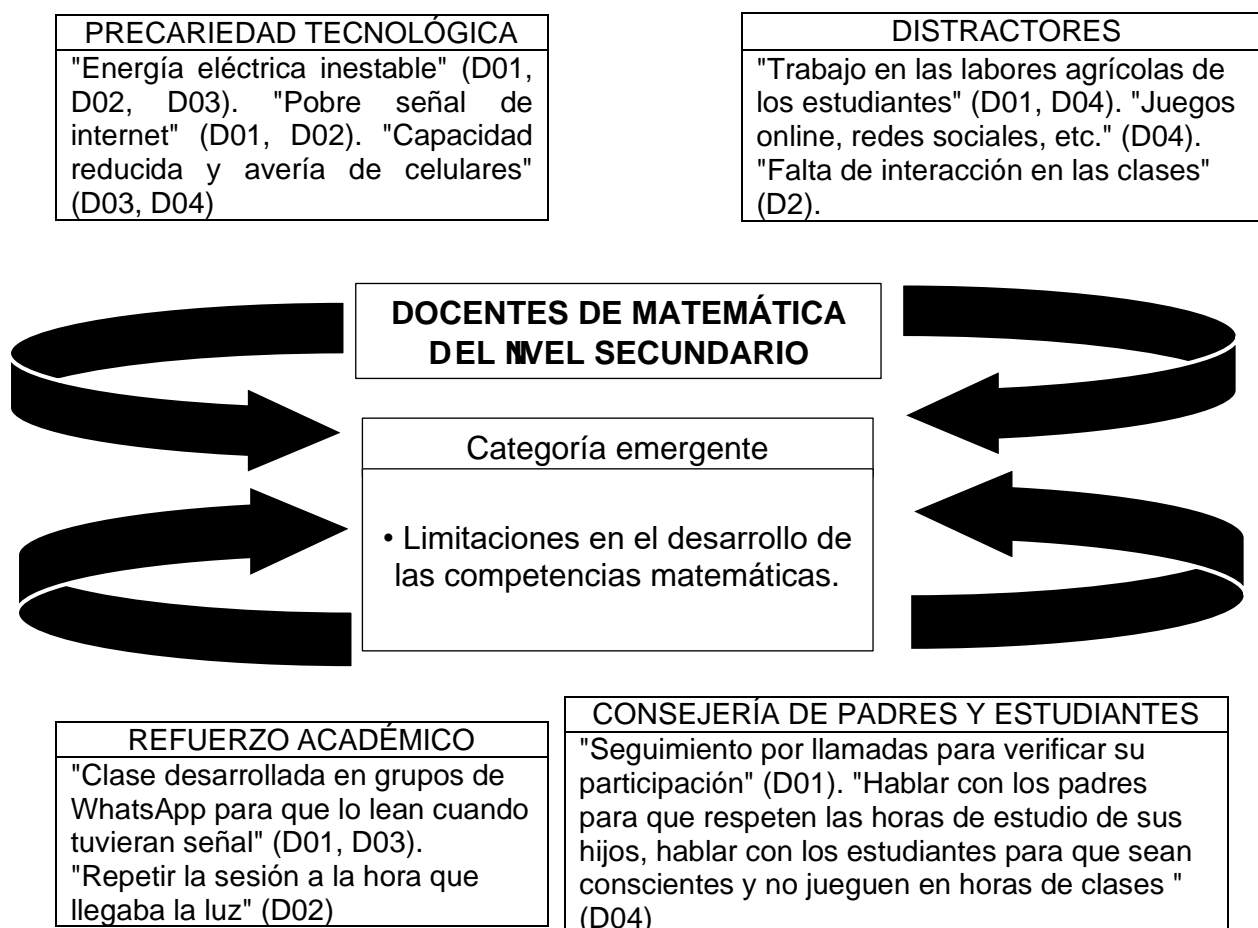 PRECARIEDAD TECNOLÓGICA
"Energía eléctrica inestable" (D01,
D02, D03). "Pobre señal de
internet" (D01, D02). "Capacidad
reducida y avería de celulares"
(D03, D04)
DISTRACTORES
"Trabajo en las labores agrícolas de
los estudiantes" (D01, D04). "Juegos
online, redes sociales, etc." (D04).
"Falta de interacción en las clases"
(D2).
DOCENTES DE MATEMÁTICA
DEL NIVEL SECUNDARIO
Categoría emergente
• Limitaciones en el desarrollo de
las competencias matemáticas.
REFUERZO ACADÉMICO
"Clase desarrollada en grupos de
WhatsApp para que lo lean cuando
tuvieran señal" (D01, D03).
"Repetir la sesión a la hora que
llegaba la luz" (D02)
CONSEJERÍA DE PADRES Y ESTUDIANTES
"Seguimiento por llamadas para verificar su
participación" (D01). "Hablar con los padres
para que respeten las horas de estudio de sus
hijos, hablar con los estudiantes para que sean
conscientes y no jueguen en horas de clases "
(D04)